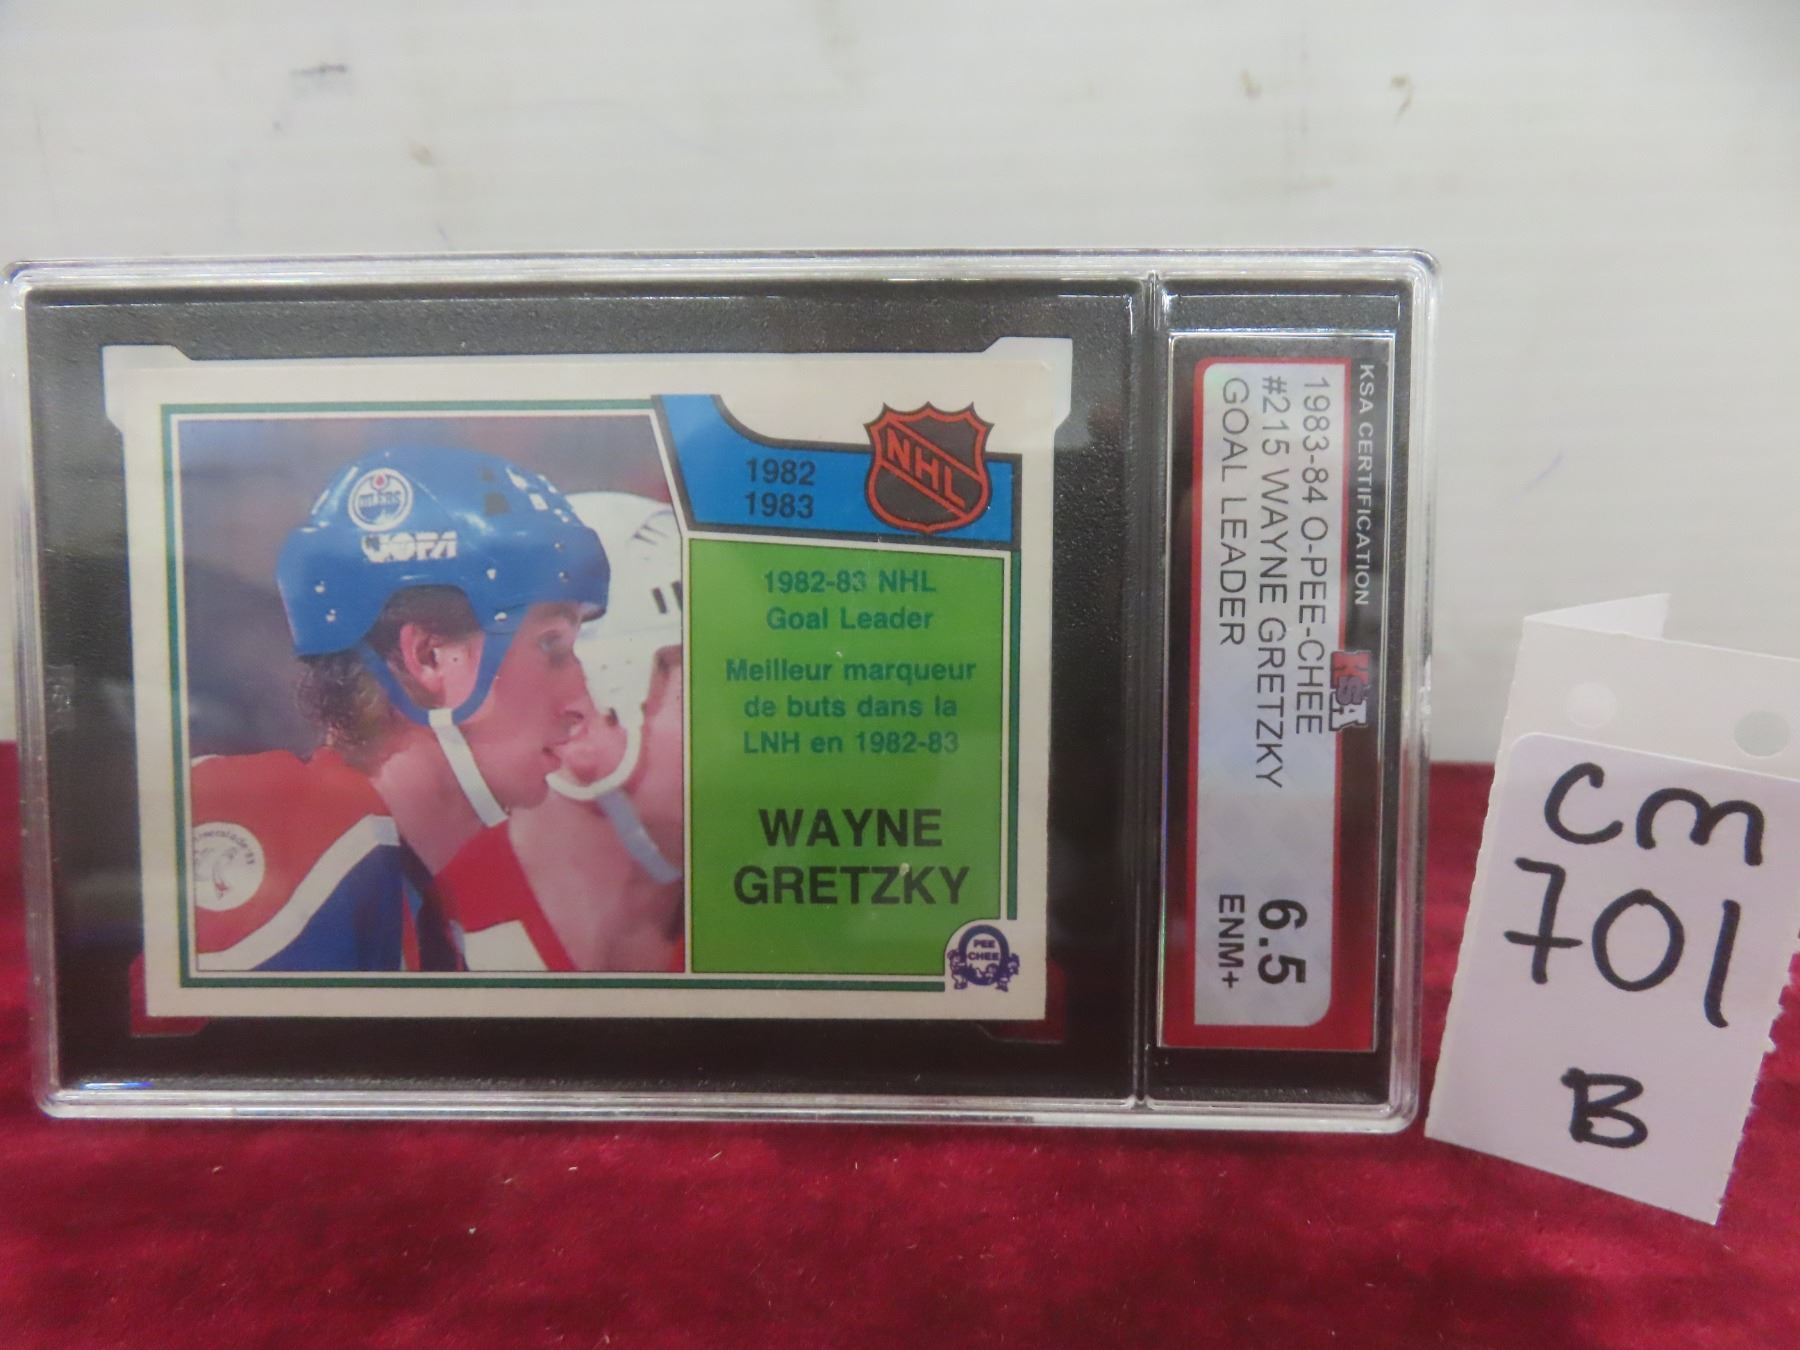 OILERS
JOFA
1982
1983
NHL
1982-83 NHL
Goal Leader
Meilleur marqueur
de buts dans la
LNH en 1982-83
WAYNE
GRETZKY
PEE
CHEE
KSA CERTIFICATION
KSA
1983-84 O-PEE-CHEE
#215 WAYNE GRETZKY
GOAL LEADER
6.5
ENM+
CM
701
B